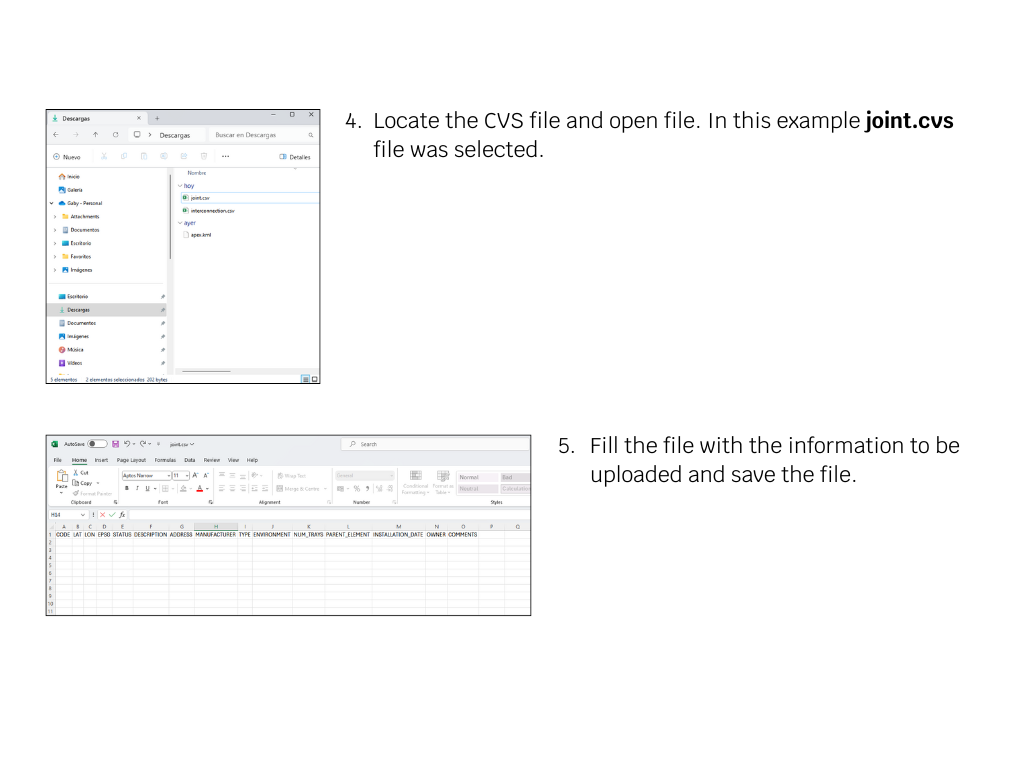 Descargas
Descargas
Buscar en Descargas
Nuevo
Detalles
Nombre
Inicio
Galería
Gaby - Personal
Attachments
Documentos
Escritorio
Favoritos
Imágenes
Escritorio
Descargas
Documentos
Imágenes
Música
Vídeos
hoy
joint.csv
interconnection.csv
ayer
apex.kml
3 elementos 2 elementos seleccionados 202 bytes
4. Locate the CVS file and open file. In this example joint.cvs
file was selected.
AutoSave joint.csv Search
File Home Insert Page Layout Formulas Data Review View Help
Paste
Cut
Copy
Format Painter
Clipboard
Aptos Narrow 11
B I U
Font
Wrap Text
Merge & Center
Alignment
General
Number
Conditional
Formatting
Format as
Table
Normal Bad
Neutral Calculation
Styles
H14 fx
A B C D E F G H I J K L M N O P Q
1 CODE LAT LON EPSG STATUS DESCRIPTION ADDRESS MANUFACTURER TYPE ENVIRONMENT NUM_TRAYS PARENT_ELEMENT INSTALLATION_DATE OWNER COMMENTS
2
3
4
5
6
7
8
9
10
11
5. Fill the file with the information to be
uploaded and save the file.